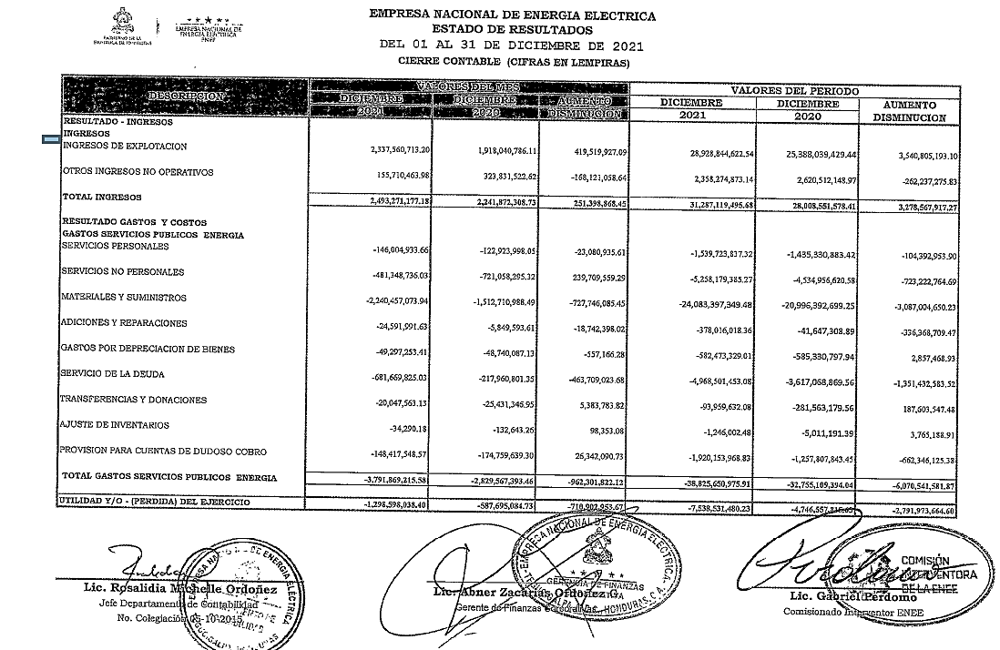 EMPRESA NACIONAL DE ENERGIA ELECTRICA
ESTADO DE RESULTADOS
DEL 01 AL 31 DE DICIEMBRE DE 2021
CIERRE CONTABLE (CIFRAS EN LEMPIRAS)
EMPRESA NACIONAL DE ENERGIA ELECTRICA ENEE
DESCRIPCION VALORES DEL MES VALORES DEL PERIODO
DICIEMBRE 2021 DICIEMBRE 2020 AUMENTO DISMINUCION DICIEMBRE 2021 DICIEMBRE 2020 AUMENTO DISMINUCION
RESULTADO - INGRESOS
INGRESOS
INGRESOS DE EXPLOTACION 2,337,560,713.20 1,918,040,786.11 419,519,927.09 28,928,844,622.54 25,388,039,429.44 3,540,805,193.10
OTROS INGRESOS NO OPERATIVOS 155,710,463.98 323,831,522.62 -168,121,058.64 2,358,274,873.14 2,620,512,148.97 -262,237,275.83
TOTAL INGRESOS 2,493,271,177.18 2,241,872,308.73 251,398,868.45 31,287,119,495.68 28,008,551,578.41 3,278,567,917.27
RESULTADO GASTOS Y COSTOS
GASTOS SERVICIOS PUBLICOS ENERGIA
SERVICIOS PERSONALES -146,004,933.66 -122,923,998.05 -23,080,935.61 -1,539,723,837.32 -1,435,330,883.42 -104,392,953.90
SERVICIOS NO PERSONALES -481,348,736.03 -721,058,295.32 239,709,559.29 -5,258,179,385.27 -4,534,956,620.58 -723,222,764.69
MATERIALES Y SUMINISTROS -2,240,457,073.94 -1,512,710,988.49 -727,746,085.45 -24,083,397,349.48 -20,996,392,699.25 -3,087,004,650.23
ADICIONES Y REPARACIONES -24,591,991.63 -5,849,593.61 -18,742,398.02 -378,016,018.36 -41,647,308.89 -336,368,709.47
GASTOS POR DEPRECIACION DE BIENES -49,297,253.41 -48,740,087.13 -557,166.28 -582,473,329.01 -585,330,797.94 2,857,468.93
SERVICIO DE LA DEUDA -681,669,825.03 -217,960,801.35 -463,709,023.68 -4,968,501,453.08 -3,617,068,869.56 -1,351,432,583.52
TRANSFERENCIAS Y DONACIONES -20,047,563.13 -25,431,346.95 5,383,783.82 -93,959,632.08 -281,563,179.56 187,603,547.48
AJUSTE DE INVENTARIOS -34,290.18 -132,643.26 98,353.08 -1,246,002.48 -5,011,191.39 3,765,188.91
PROVISION PARA CUENTAS DE DUDOSO COBRO -148,417,548.57 -174,759,639.30 26,342,090.73 -1,920,153,968.83 -1,257,807,843.45 -662,346,125.38
TOTAL GASTOS SERVICIOS PUBLICOS ENERGIA -3,791,869,215.58 -2,829,567,393.46 -962,301,822.12 -38,825,650,975.91 -32,755,109,394.04 -6,070,541,581.87
UTILIDAD Y/O - (PERDIDA) DEL EJERCICIO -1,298,598,038.40 -587,695,084.73 -710,902,953.67 -7,538,531,480.23 -2,791,973,664.60
Lic. Rosalidia Michelle Ordoñez
Jefe Departamento de Contabilidad
No. Colegiación
Lic. Abner Zacarias Ordoñez
Gerente de Finanzas
GERENCIA DE FINANZAS
EMPRESA NACIONAL DE ENERGIA ELECTRICA
HONDURAS, C.A.
Lic. Gabriel Perdomo
Comisionado Interventor ENEE
COMISIÓN
DE LA ENEE